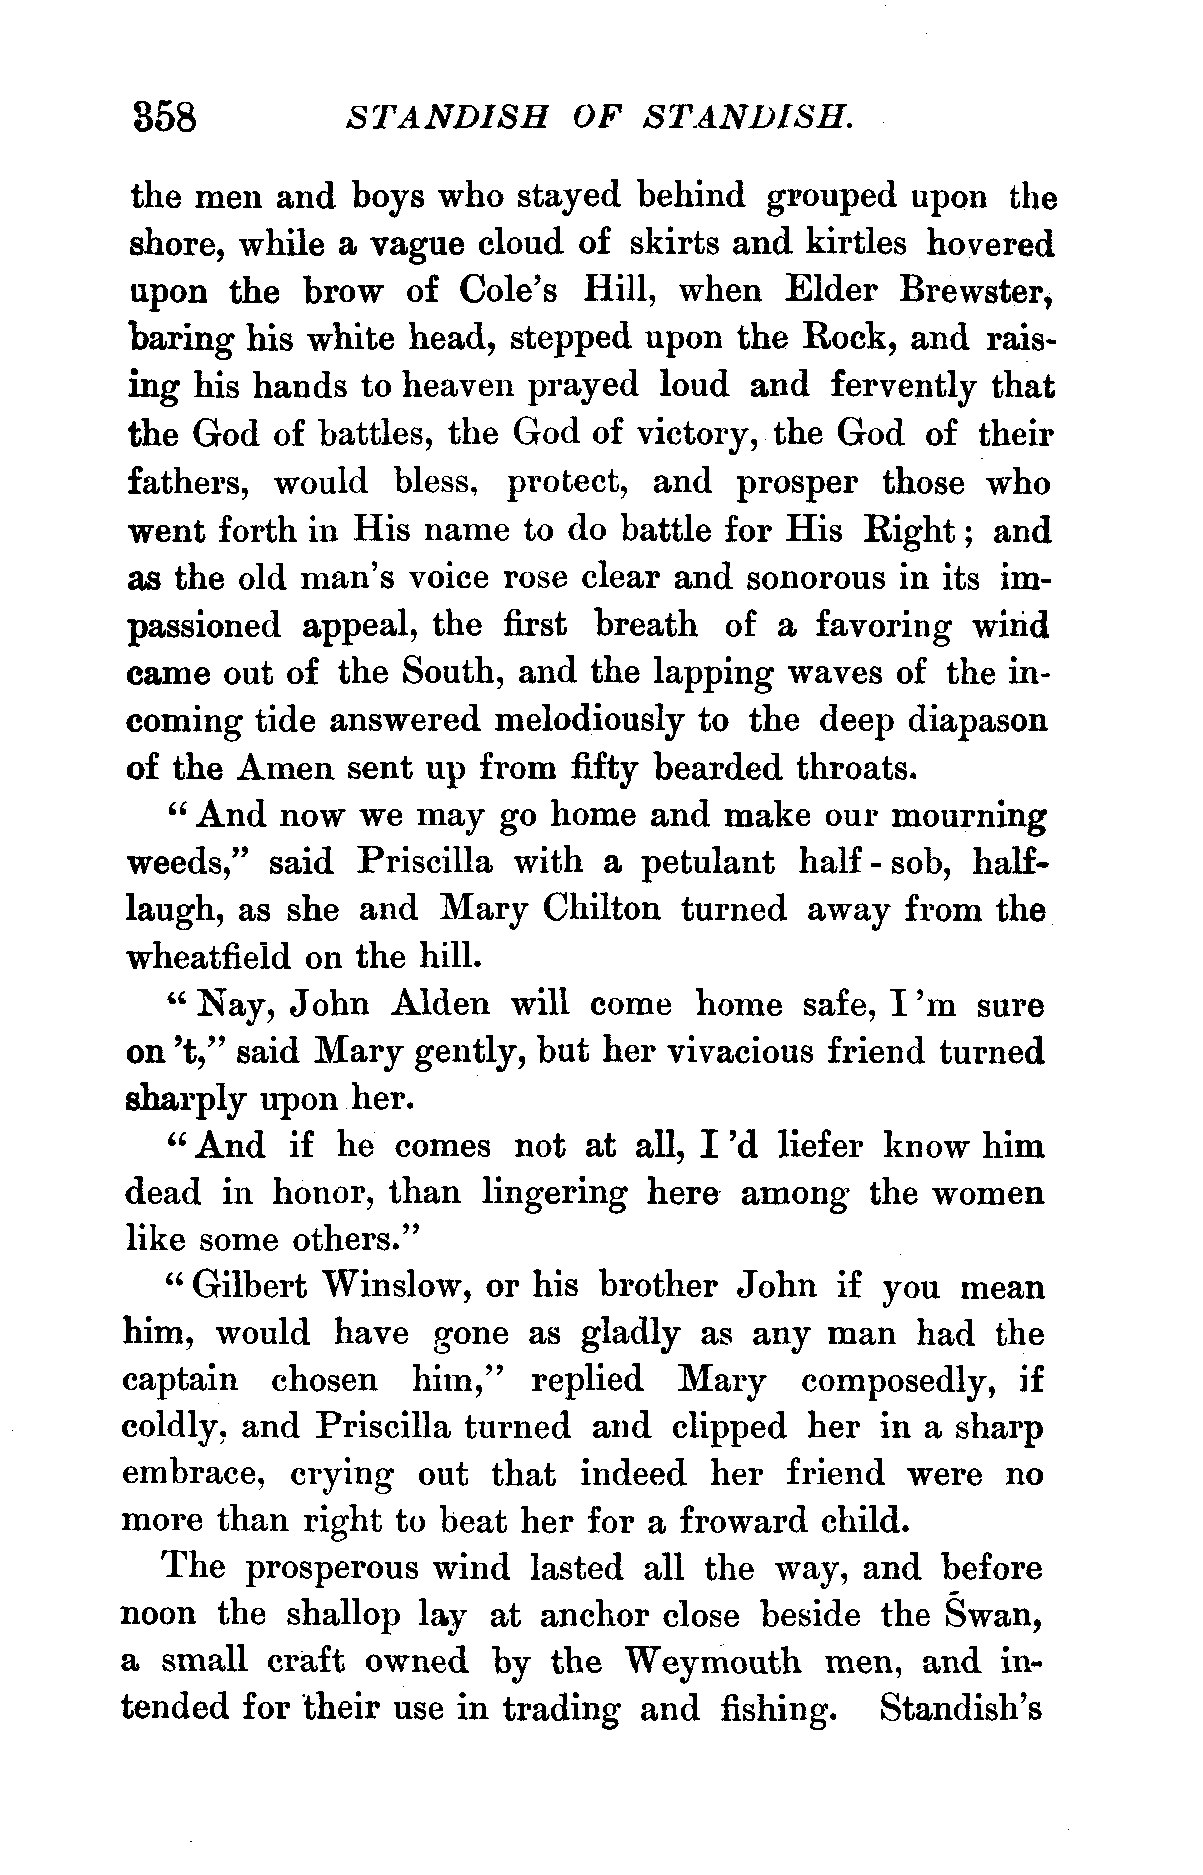 358 STANDISH OF STANDISH.
the men and boys who stayed behind grouped upon the
shore, while a vague cloud of skirts and kirtles hovered
upon the brow of Cole's Hill, when Elder Brewster,
baring his white head, stepped upon the Rock, and rais-
ing his hands to heaven prayed loud and fervently that
the God of battles, the God of victory, the God of their
fathers, would bless, protect, and prosper those who
went forth in His name to do battle for His Right; and
as the old man's voice rose clear and sonorous in its im-
passioned appeal, the first breath of a favoring wind
came out of the South, and the lapping waves of the in-
coming tide answered melodiously to the deep diapason
of the Amen sent up from fifty bearded throats.
"And now we may go home and make our mourning
weeds," said Priscilla with a petulant half-sob, half-
laugh, as she and Mary Chilton turned away from the
wheatfield on the hill.
"Nay, John Alden will come home safe, I'm sure
on't," said Mary gently, but her vivacious friend turned
sharply upon her.
"And if he comes not at all, I'd liefer know him
dead in honor, than lingering here among the women
like some others."
"Gilbert Winslow, or his brother John if you mean
him, would have gone as gladly as any man had the
captain chosen him," replied Mary composedly, if
coldly, and Priscilla turned and clipped her in a sharp
embrace, crying out that indeed her friend were no
more than right to beat her for a froward child.
The prosperous wind lasted all the way, and before
noon the shallop lay at anchor close beside the Swan,
a small craft owned by the Weymouth men, and in-
tended for their use in trading and fishing. Standish's